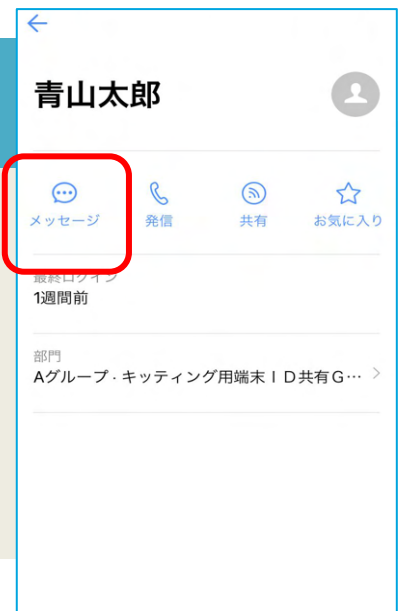 青山太郎
メッセージ 発信 共有 お気に入り
最終ログイン
1週間前
部門
Aグループ · キッティング用端末ＩＤ共有Ｇ…